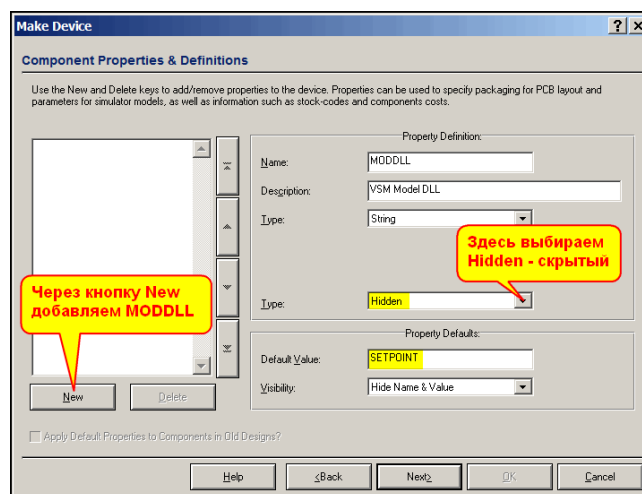 Make Device
Component Properties & Definitions
Use the New and Delete keys to add/remove properties to the device. Properties can be used to specify packaging for PCB layout and
parameters for simulator models, as well as information such as stock-codes and components costs.
Property Definition:
Name: MODDLL
Description: VSM Model DLL
Type: String
Здесь выбираем
Hidden - скрытый
Type: Hidden
Через кнопку New
добавляем MODDLL
Property Defaults:
Default Value: SETPOINT
Visibility: Hide Name & Value
New Delete
Apply Default Properties to Components in Old Designs?
Help <Back Next> OK Cancel